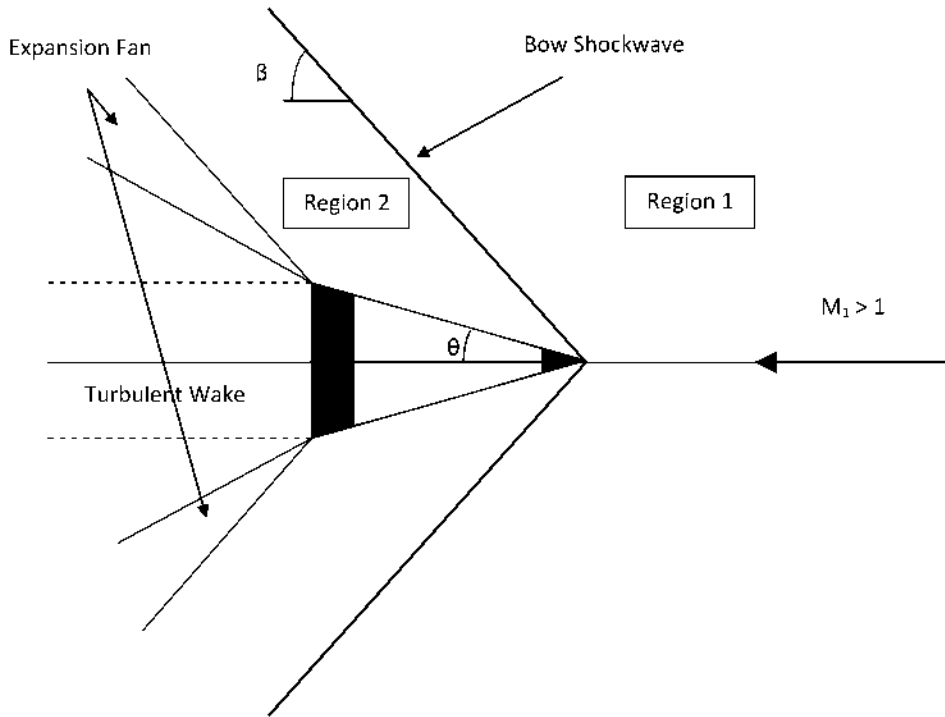 Expansion Fan
Bow Shockwave
β
Region 2
Region 1
M₁ > 1
θ
Turbulent Wake